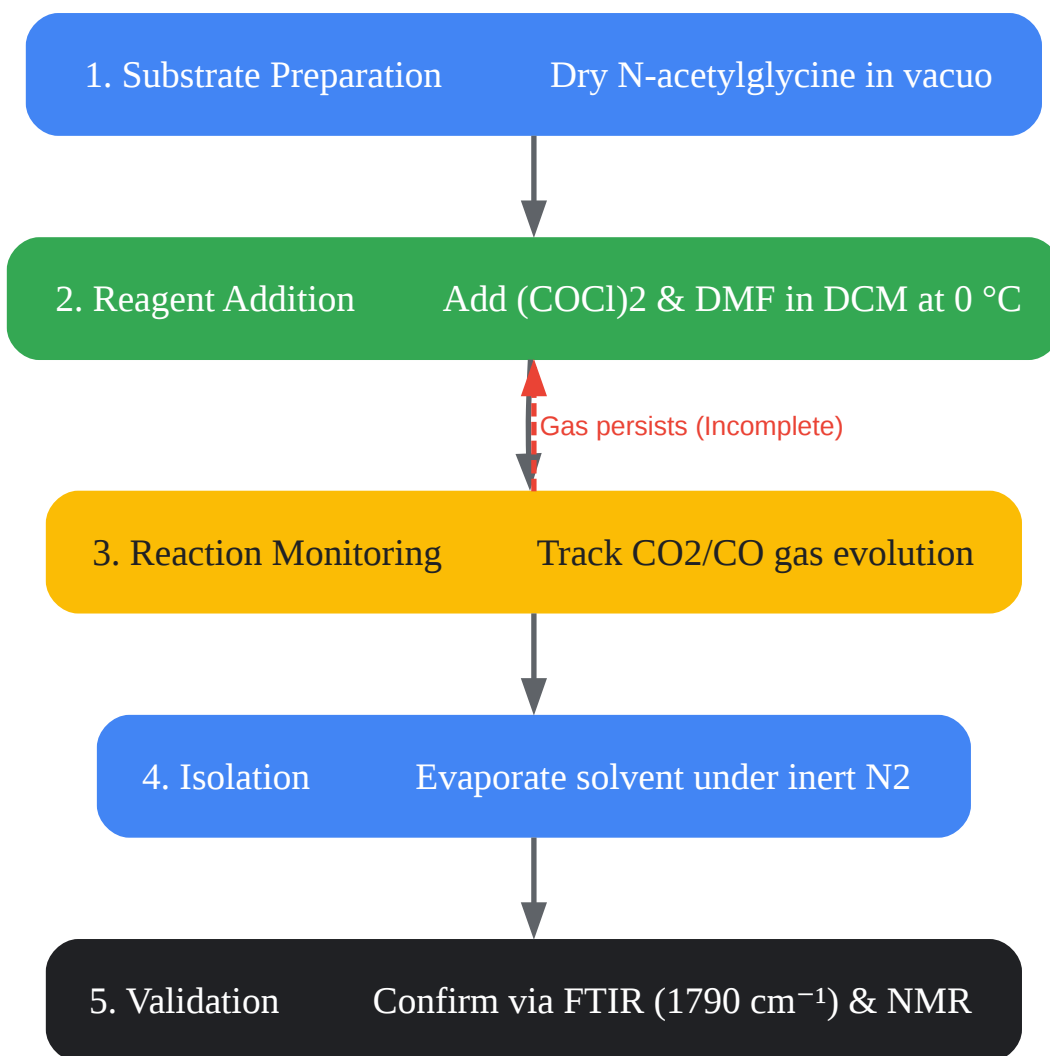 1. Substrate Preparation Dry N-acetylglycine in vacuo
2. Reagent Addition Add (COCl)2 & DMF in DCM at 0 °C
Gas persists (Incomplete)
3. Reaction Monitoring Track CO2/CO gas evolution
4. Isolation Evaporate solvent under inert N2
5. Validation Confirm via FTIR (1790 cm⁻¹) & NMR